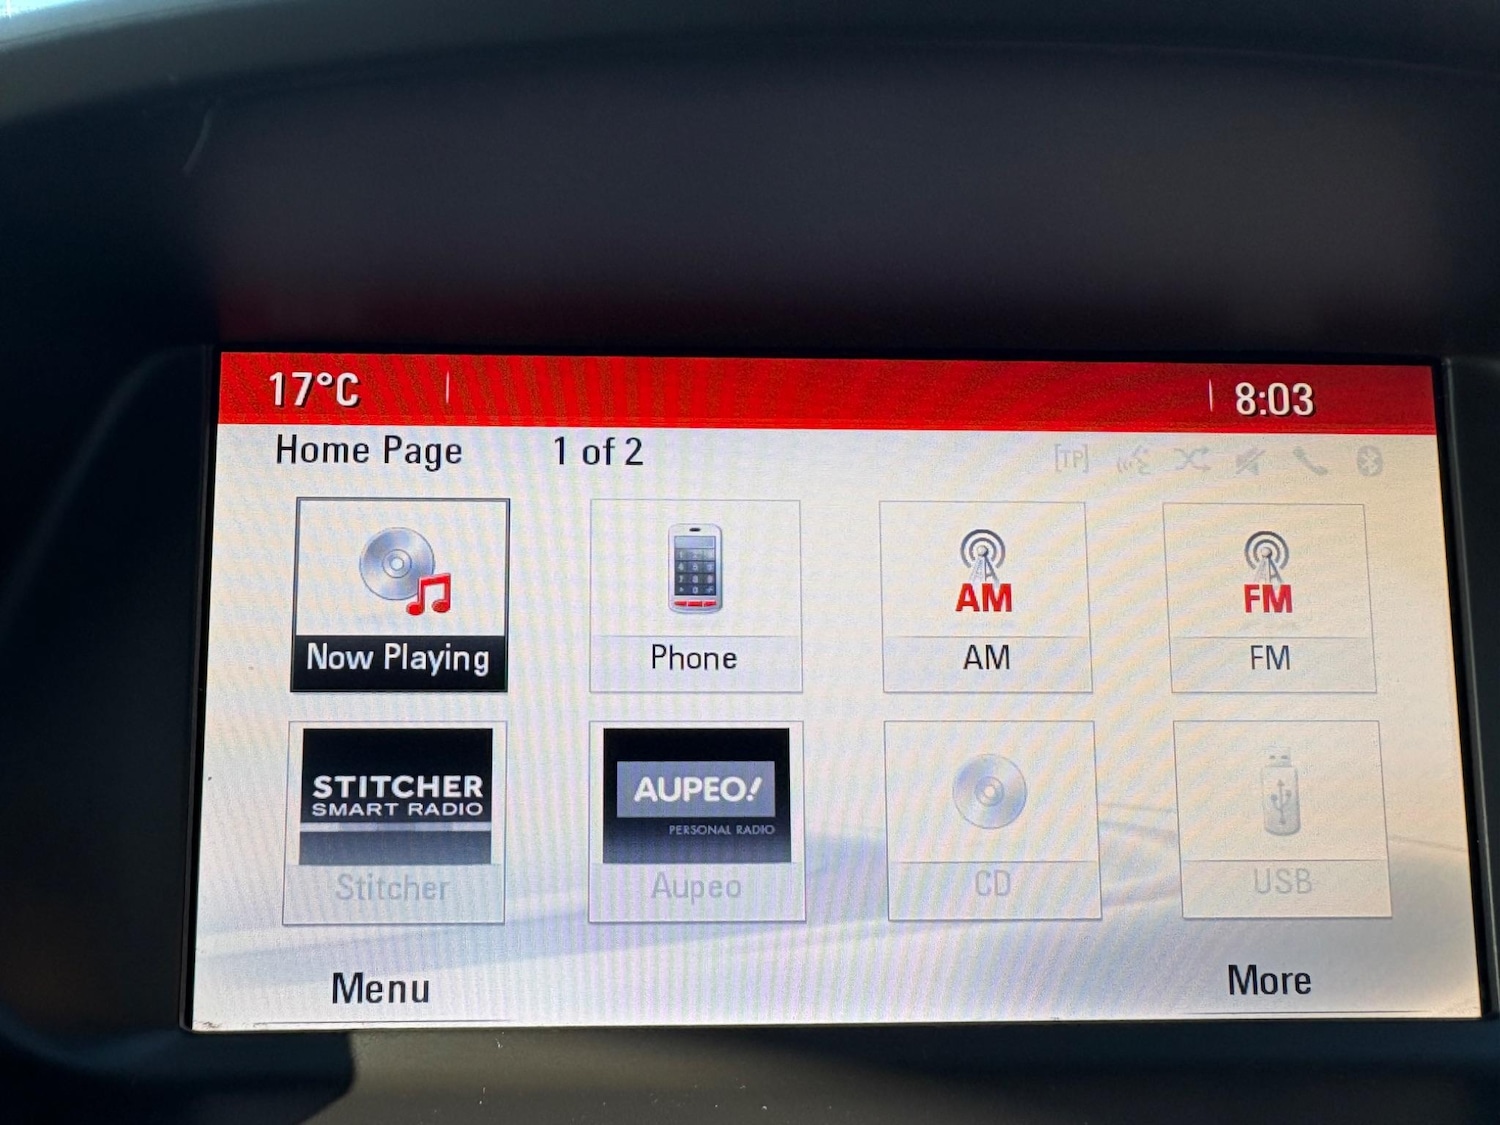 17°C 8:03
Home Page 1 of 2 [TP]
AM FM
Now Playing Phone AM FM
STITCHER AUPEO!
SMART RADIO PERSONAL RADIO
Stitcher Aupeo CD USB
Menu More